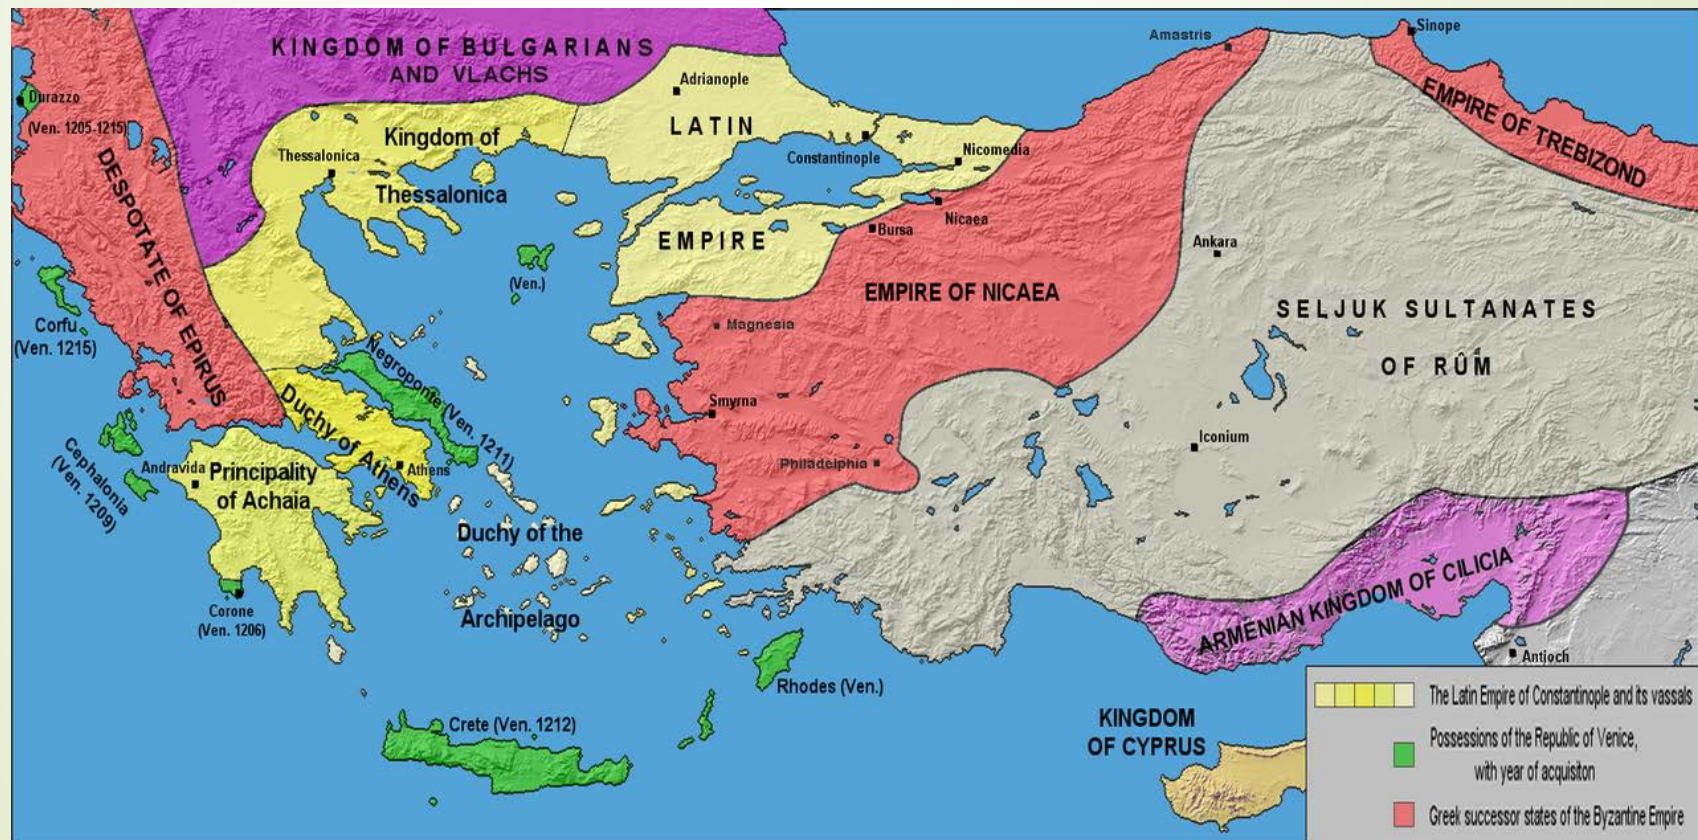 KINGDOM OF BULGARIANS
AND VLACHS
Amastris
Sinope
Durazzo
(Ven. 1205-1215)
Adrianople
EMPIRE OF TREBIZOND
LATIN
Kingdom of
Thessalonica
Constantinople
Nicomedia
Thessalonica
DESPOTATE OF EPIRUS
Nicaea
Bursa
EMPIRE
Ankara
(Ven.)
EMPIRE OF NICAEA
SELJUK SULTANATES
OF RÛM
Magnesia
Corfu
(Ven. 1215)
Negroponte (Ven. 1211)
Smyrna
Duchy of Athens
Iconium
Cephalonia
(Ven. 1209)
Andravida
Principality
of Achaia
Athens
Philadelphia
Duchy of the
Archipelago
Corone
(Ven. 1206)
ARMENIAN KINGDOM OF CILICIA
Antioch
Rhodes (Ven.)
Crete (Ven. 1212)
KINGDOM
OF CYPRUS
The Latin Empire of Constantinople and its vassals
Possessions of the Republic of Venice,
with year of acquisiton
Greek successor states of the Byzantine Empire